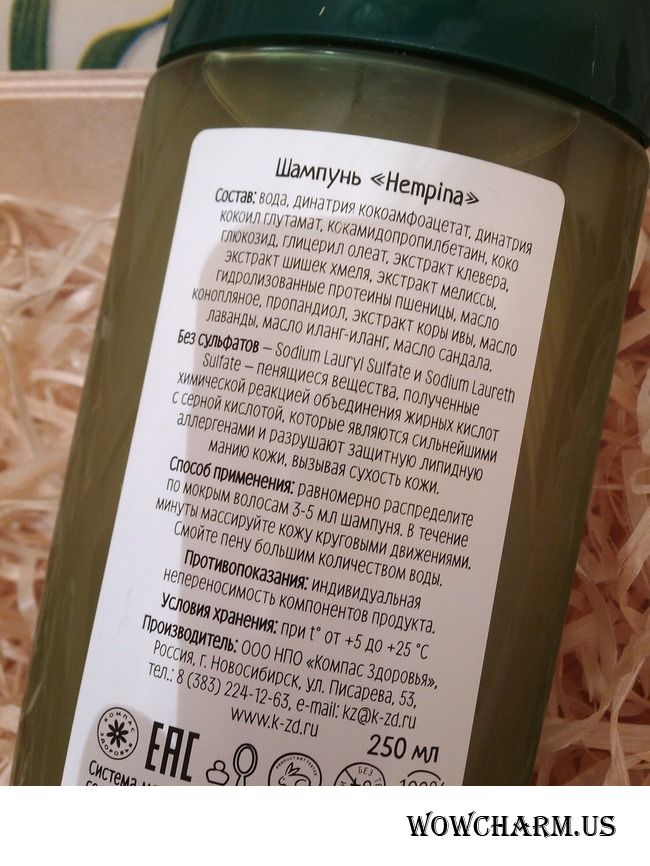 Шампунь «Hempina»
Состав: вода, динатрия кокоамфоацетат, динатрия
кокоил глутамат, кокамидопропилбетаин, коко
глюкозид, глицерил олеат, экстракт клевера,
экстракт шишек хмеля, экстракт мелиссы,
гидролизованные протеины пшеницы, масло
конопляное, пропандиол, экстракт коры ивы, масло
лаванды, масло иланг-иланг, масло сандала.
Без сульфатов – Sodium Lauryl Sulfate и Sodium Laureth
Sulfate – пенящиеся вещества, полученные
химической реакцией объединения жирных кислот
с серной кислотой, которые являются сильнейшими
аллергенами и разрушают защитную липидную
манию кожи, вызывая сухость кожи.
Способ применения: равномерно распределите
по мокрым волосам 3-5 мл шампуня. В течение
минуты массируйте кожу круговыми движениями.
Смойте пену большим количеством воды.
Противопоказания: индивидуальная
непереносимость компонентов продукта.
Условия хранения: при t° от +5 до +25 °C
Производитель: ООО НПО «Компас Здоровья»,
Россия, г. Новосибирск, ул. Писарева, 53,
тел.: 8 (383) 224-12-63, e-mail: kz@k-zd.ru
www.k-zd.ru
250 мл
КОМПАС ЗДОРОВЬЯ
EAC
Система
WOWCHARM.US